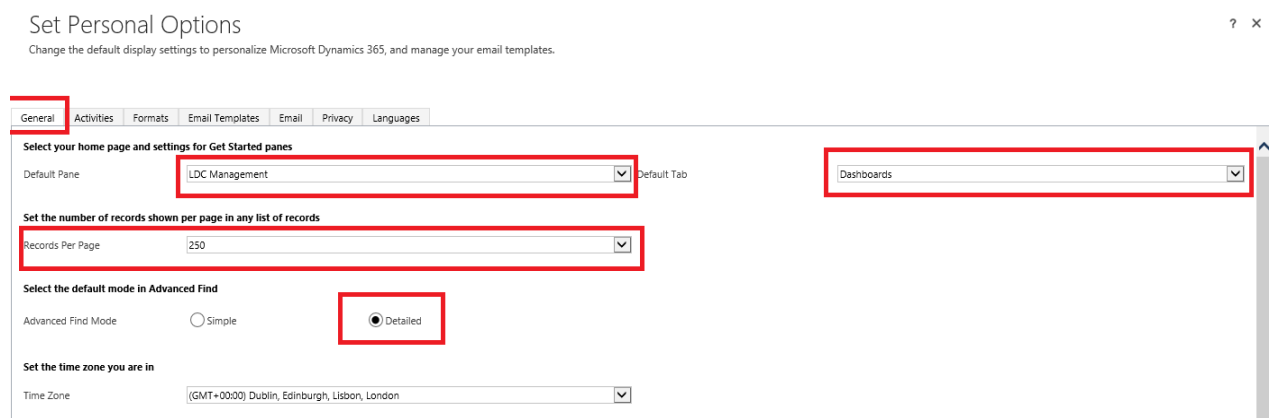 Set Personal Options
? ×
Change the default display settings to personalize Microsoft Dynamics 365, and manage your email templates.
General Activities Formats Email Templates Email Privacy Languages
Select your home page and settings for Get Started panes
Default Pane LDC Management Default Tab Dashboards
Set the number of records shown per page in any list of records
Records Per Page 250
Select the default mode in Advanced Find
Advanced Find Mode Simple Detailed
Set the time zone you are in
Time Zone (GMT+00:00) Dublin, Edinburgh, Lisbon, London